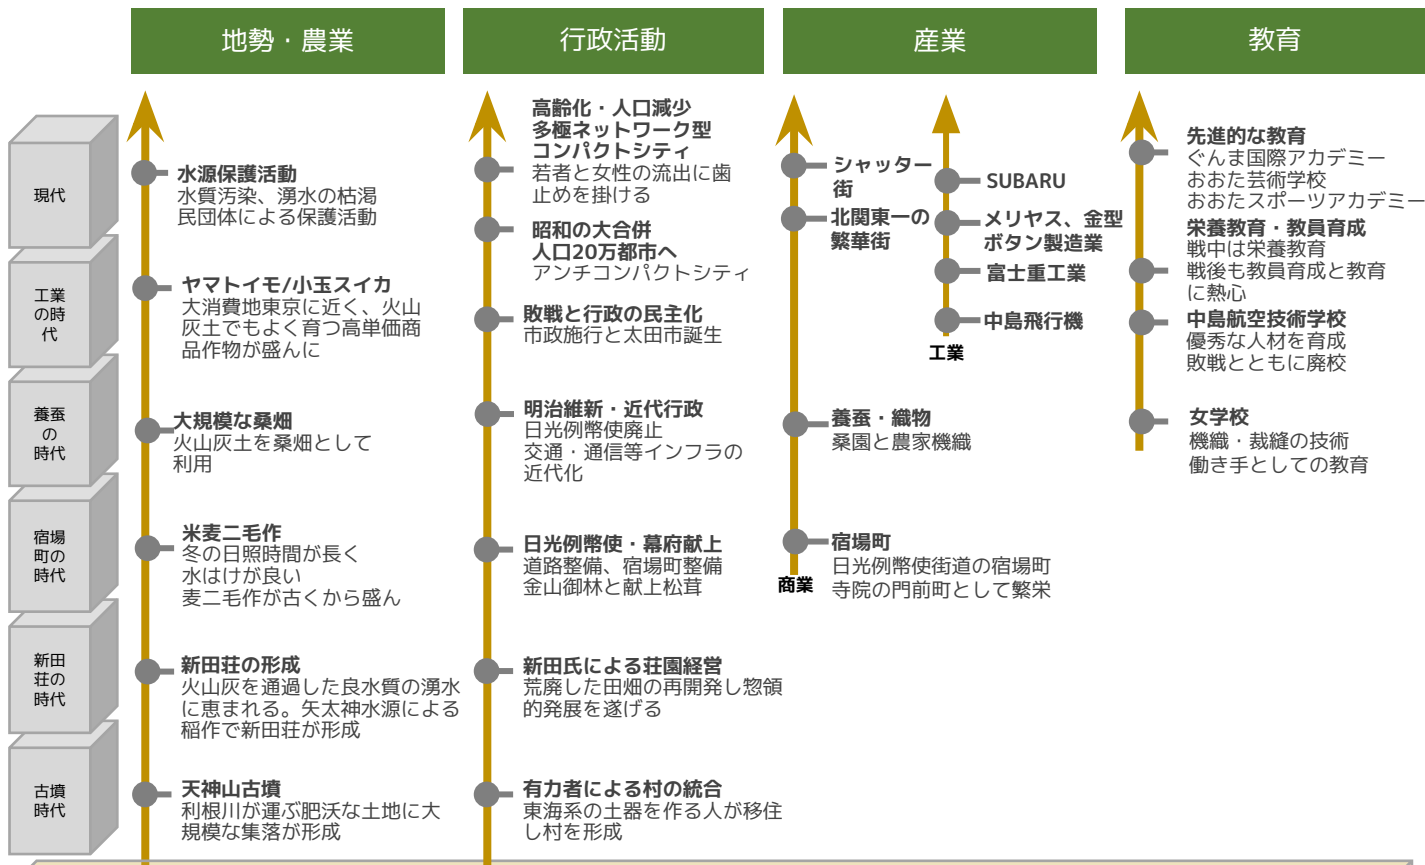 地勢・農業
行政活動
産業
教育
現代
工業
の時
代
養蚕
の
時代
宿場
町の
時代
新田
荘の
時代
古墳
時代
水源保護活動
水質汚染、湧水の枯渇
民団体による保護活動
ヤマトイモ/小玉スイカ
大消費地東京に近く、火山
灰土でもよく育つ高単価商
品作物が盛んに
大規模な桑畑
火山灰土を桑畑として
利用
米麦二毛作
冬の日照時間が長く
水はけが良い
麦二毛作が古くから盛ん
新田荘の形成
火山灰を通過した良水質の湧水
に恵まれる。矢太神水源による
稲作で新田荘が形成
天神山古墳
利根川が運ぶ肥沃な土地に大
規模な集落が形成
高齢化・人口減少
多極ネットワーク型
コンパクトシティ
若者と女性の流出に歯
止めを掛ける
昭和の大合併
人口20万都市へ
アンチコンパクトシティ
敗戦と行政の民主化
市政施行と太田市誕生
明治維新・近代行政
日光例幣使廃止
交通・通信等インフラの
近代化
日光例幣使・幕府献上
道路整備、宿場町整備
金山御林と献上松茸
新田氏による荘園経営
荒廃した田畑の再開発し惣領
的発展を遂げる
有力者による村の統合
東海系の土器を作る人が移住
し村を形成
シャッター
街
北関東一の
繁華街
養蚕・織物
桑園と農家機織
宿場町
日光例幣使街道の宿場町
寺院の門前町として繁栄
商業
SUBARU
メリヤス、金型
ボタン製造業
富士重工業
中島飛行機
工業
先進的な教育
ぐんま国際アカデミー
おおた芸術学校
おおたスポーツアカデミー
栄養教育・教員育成
戦中は栄養教育
戦後も教員育成と教育
に熱心
中島航空技術学校
優秀な人材を育成
敗戦とともに廃校
女学校
機織・裁縫の技術
働き手としての教育